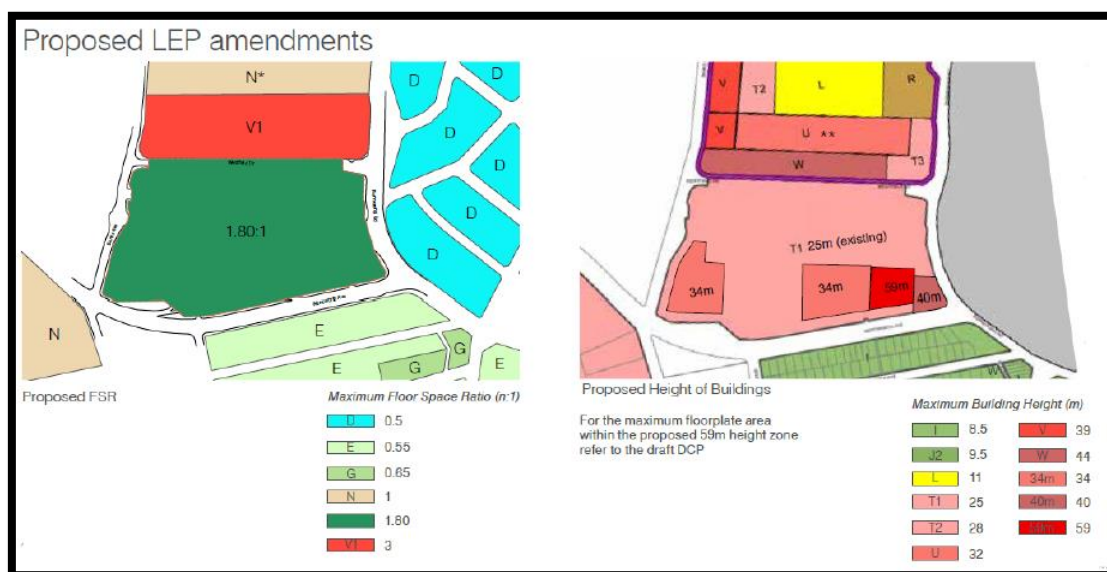 Proposed LEP amendments
N*
V1
1.80:1
D
D
D
D
D
D
N
E
E
G
G
E
Proposed FSR
Maximum Floor Space Ratio (n:1)
D 0.5
E 0.55
G 0.65
N 1
1.80
V1 3
V
T2
L
R
V
U **
T3
W
T1 25m (existing)
34m
34m
59m
40m
I
Proposed Height of Buildings
For the maximum floorplate area
within the proposed 59m height zone
refer to the draft DCP
Maximum Building Height (m)
I 8.5
J2 9.5
L 11
T1 25
T2 28
U 32
V 39
W 44
34m 34
40m 40
59m 59